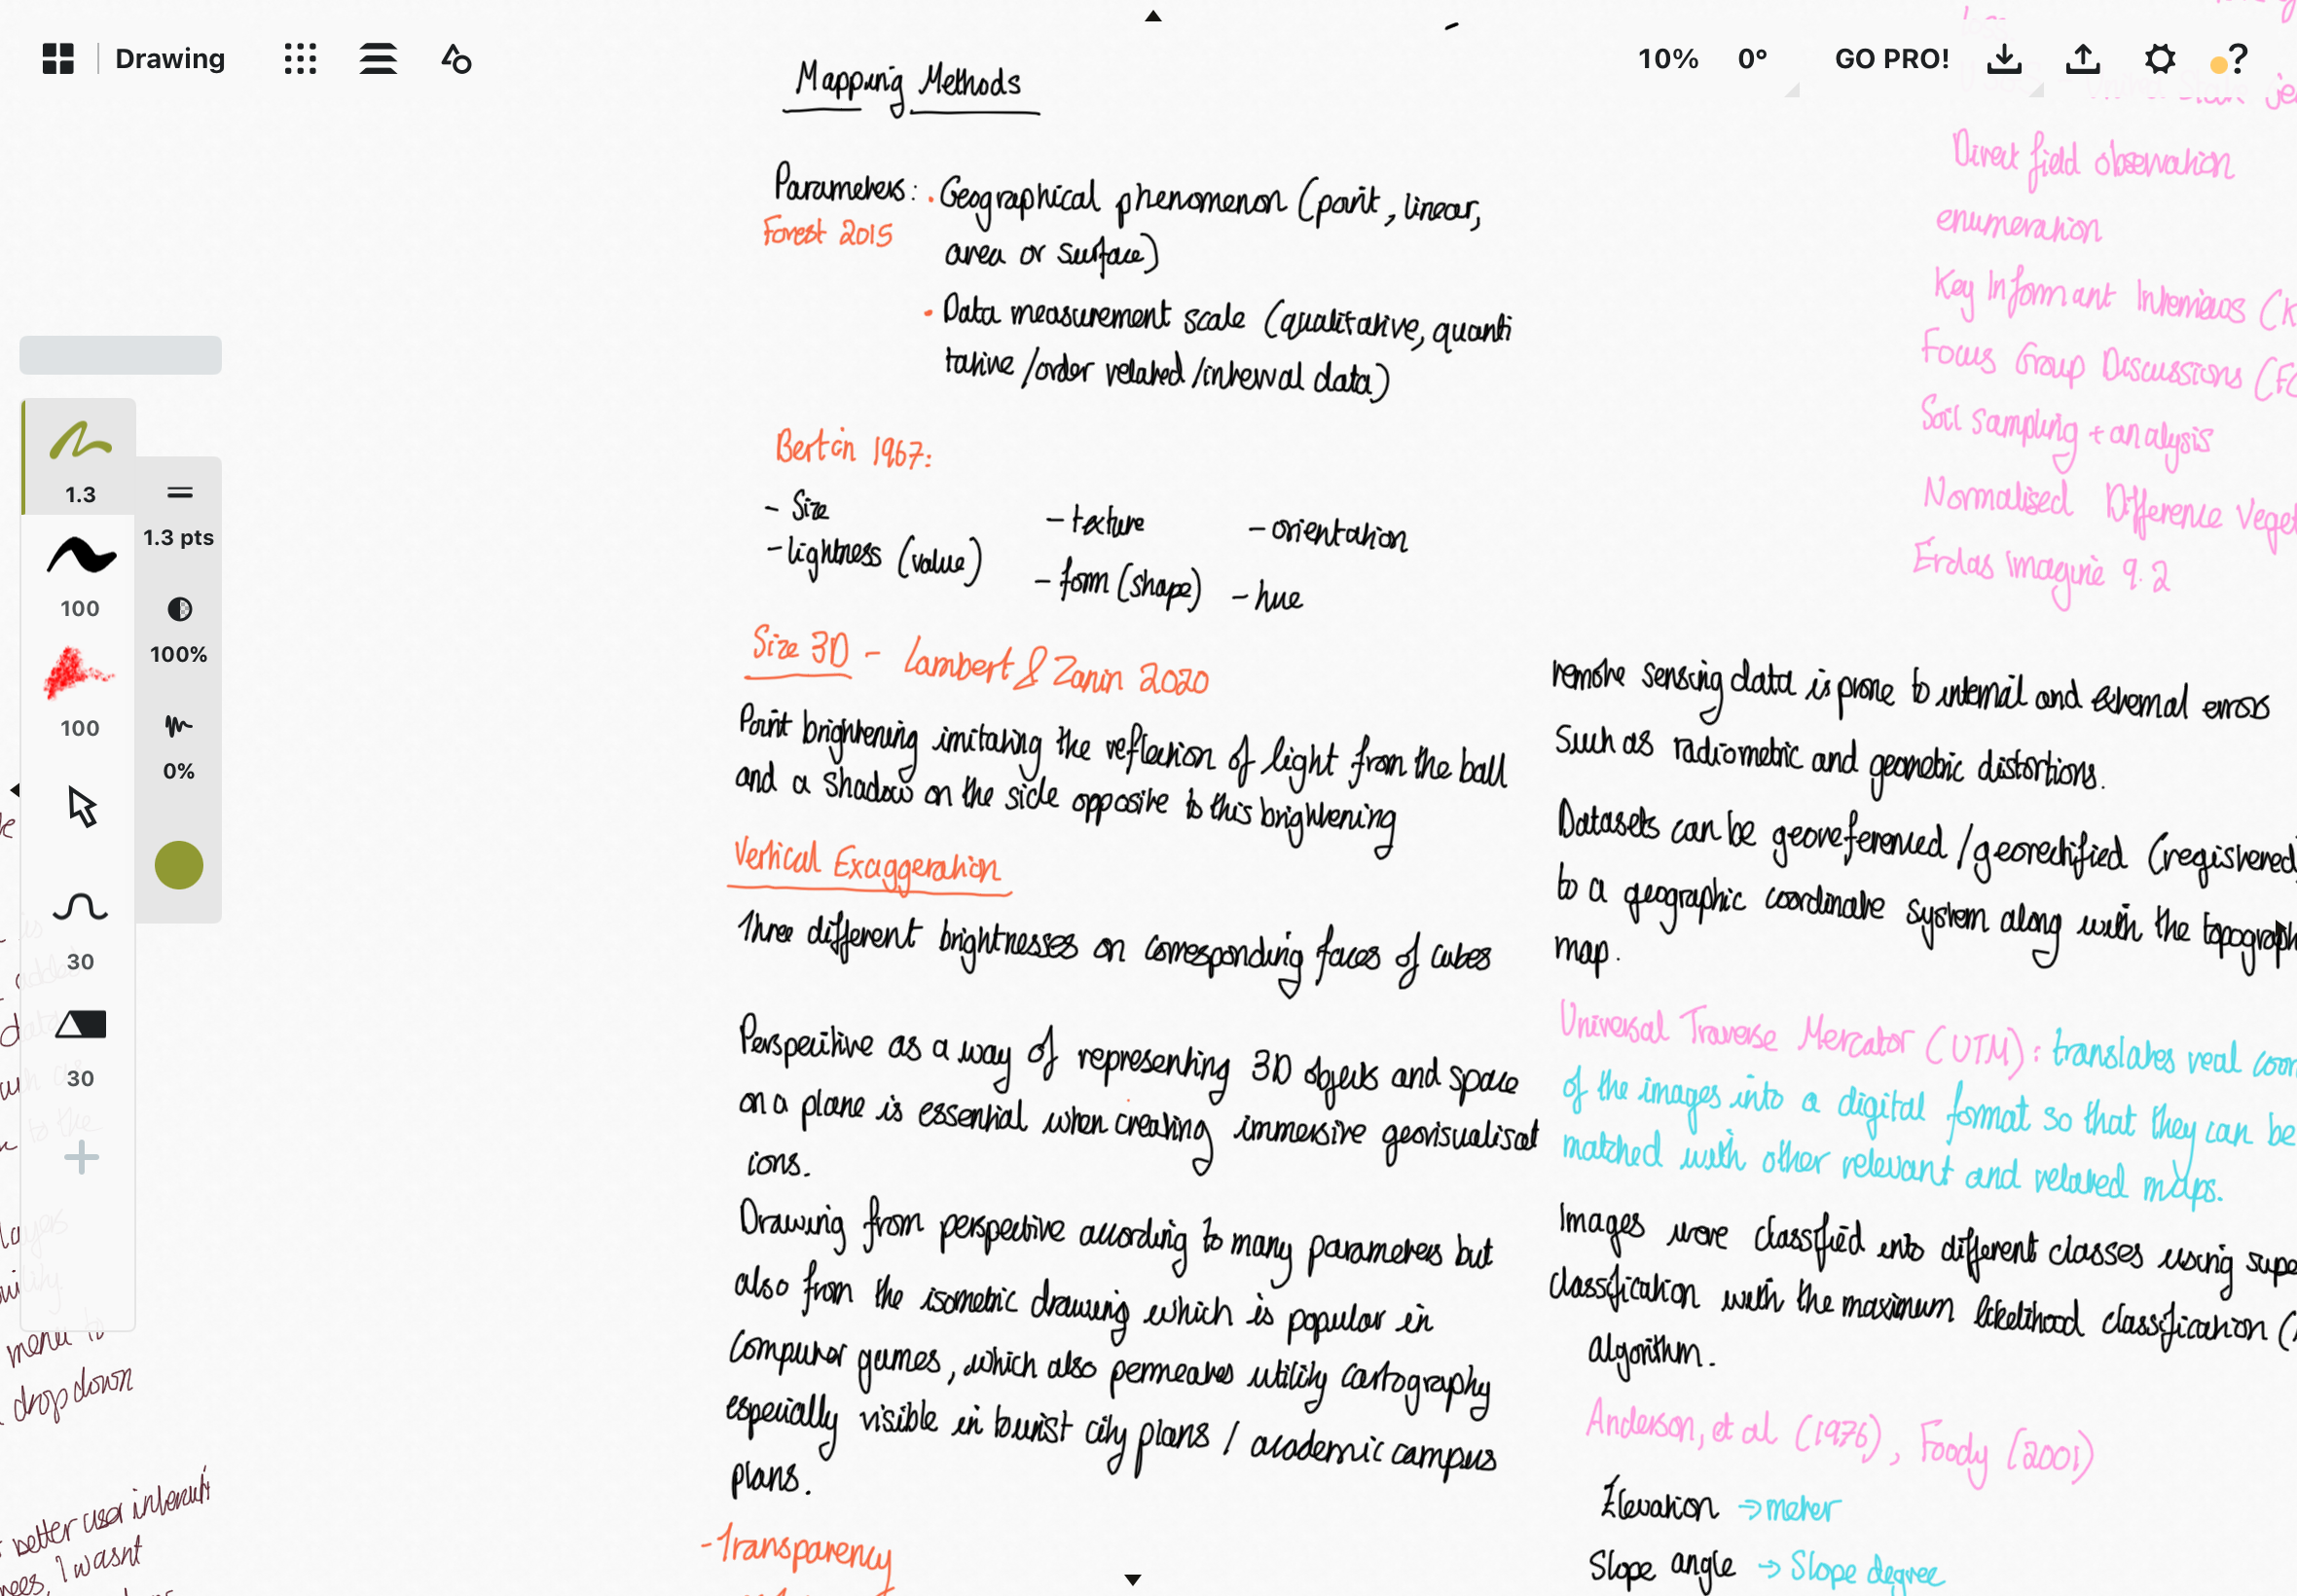 Drawing
10%
0°
GO PRO!
?
1.3
100
100
30
30
1.3 pts
100%
0%
Mapping Methods
Parameters: • Geographical phenomenon (point, linear,
Forest 2015
area or surface)
• Data measurement scale (qualitative, quanti
tative /order related /interval data)
Bertin 1967:
- Size
- texture
- orientation
- lightness (value)
- form (shape)
- hue
Size 3D - Lambert & Zanin 2020
Point brightening imitating the reflection of light from the ball
and a shadow on the side opposite to this brightening
Vertical Exaggeration
Three different brightnesses on corresponding faces of cubes
Perspective as a way of representing 3D objects and space
on a plane is essential when creating immersive geovisualisat
ions.
Drawing from perspective according to many parameters but
also from the isometric drawing which is popular in
computer games, which also permeates utility cartography
especially visible in tourist city plans / academic campus
plans.
- Transparency
Direct field observation
enumeration
Key Informant Interviews (K
Focus Group Discussions (FG
Soil sampling + analysis
Normalised Difference Veget
Erdas Imagine 9.2
remote sensing data is prone to internal and external errors
such as radiometric and geometric distortions.
Datasets can be georeferenced /georectified (registered
to a geographic coordinate system along with the topograph
map.
Universal Traverse Mercator (UTM): translates real coor
of the images into a digital format so that they can be
matched with other relevant and related maps.
Images were classified into different classes using supe
classification with the maximum likelihood classification (
algorithm.
Anderson, et al (1976), Foody (2001)
Elevation → meter
Slope angle → Slope degree
is
added
data
to the
layers
menu to
drop down
better user interacti
I wasnt